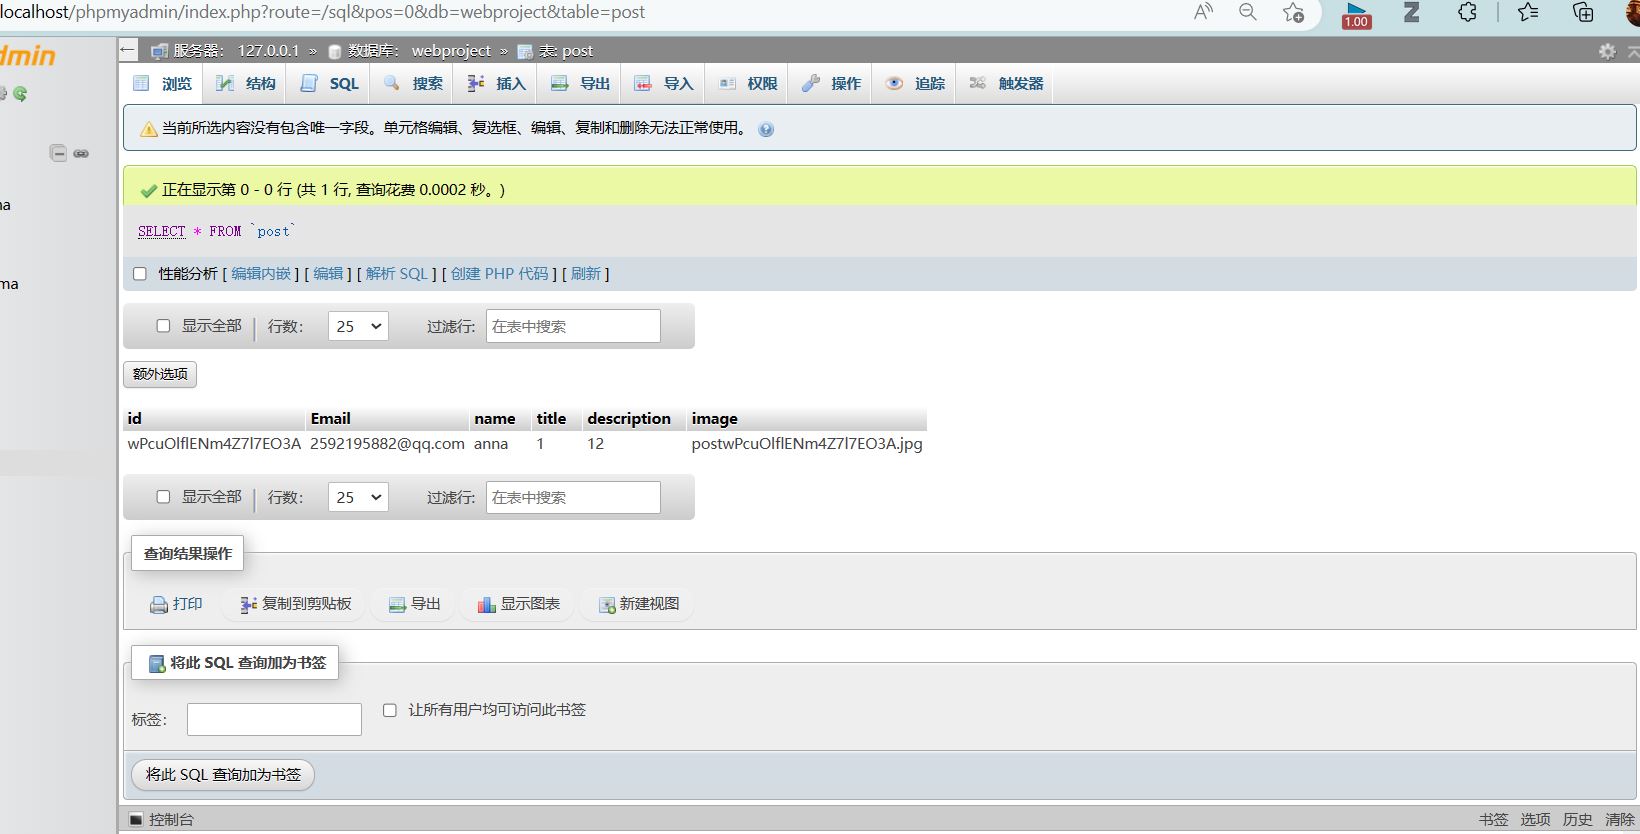 localhost/phpmyadmin/index.php?route=/sql&pos=0&db=webproject&table=post
1.00
dmin
服务器: 127.0.0.1 » 数据库: webproject » 表: post
浏览 结构 SQL 搜索 插入 导出 导入 权限 操作 追踪 触发器
当前所选内容没有包含唯一字段。单元格编辑、复选框、编辑、复制和删除无法正常使用。
正在显示第 0 - 0 行 (共 1 行, 查询花费 0.0002 秒。)
na
SELECT * FROM `post`
性能分析 [ 编辑内嵌 ] [ 编辑 ] [ 解析 SQL ] [ 创建 PHP 代码 ] [ 刷新 ]
ma
显示全部 行数: 25 过滤行: 在表中搜索
额外选项
id Email name title description image
wPcuOlflENm4Z7l7EO3A 2592195882@qq.com anna 1 12 postwPcuOlflENm4Z7l7EO3A.jpg
显示全部 行数: 25 过滤行: 在表中搜索
查询结果操作
打印 复制到剪贴板 导出 显示图表 新建视图
将此 SQL 查询加为书签
标签: 让所有用户均可访问此书签
将此 SQL 查询加为书签
控制台 书签 选项 历史 清除